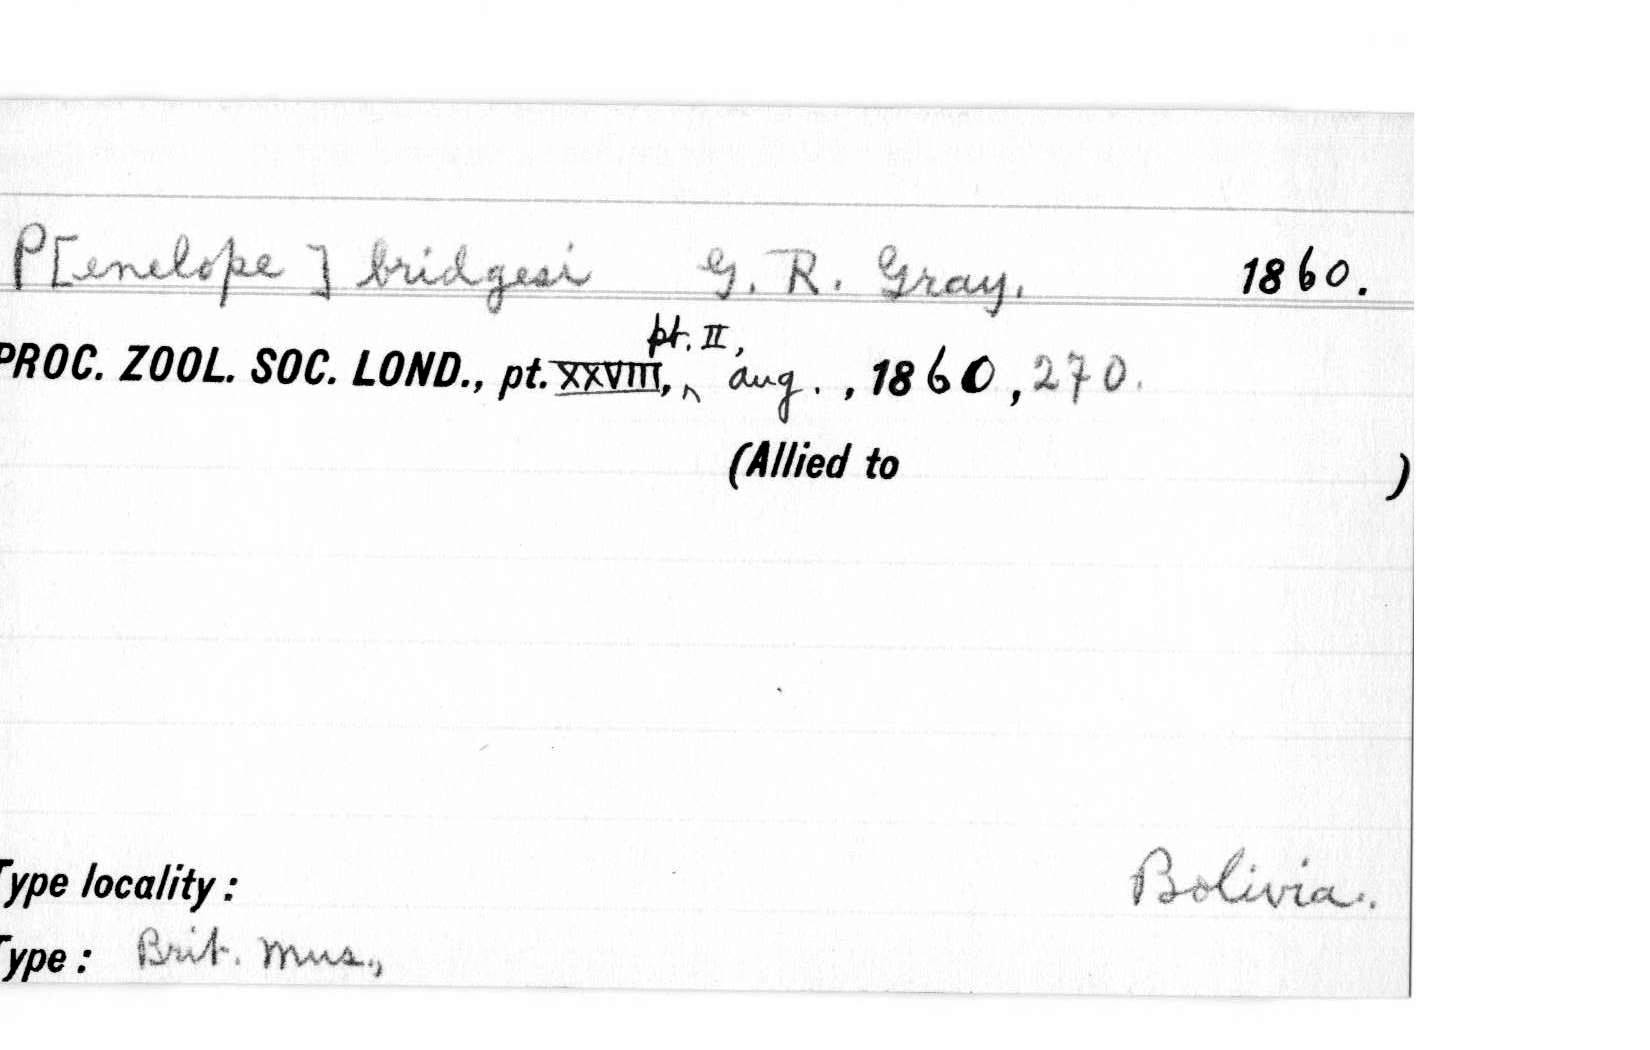 P[enelope] bridgesi G. R. Gray. 1860.
pt. II,
PROC. ZOOL. SOC. LOND., pt. XXVIII, ^ aug. , 1860, 270.
(Allied to )
Type locality: Bolivia.
Type: Brit. Mus.,